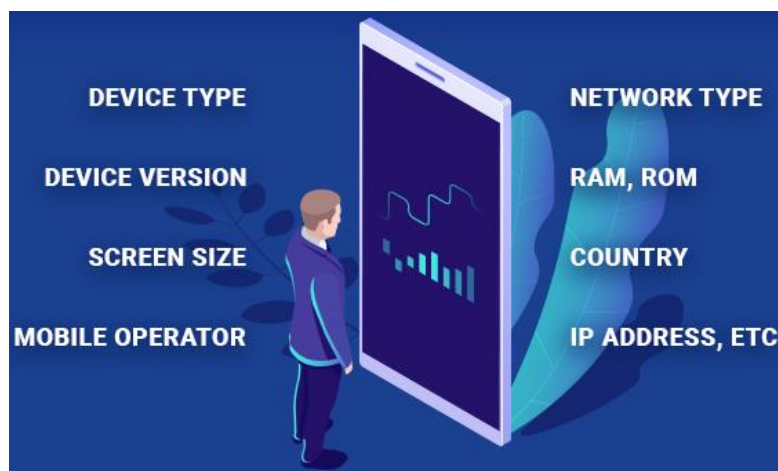 DEVICE TYPE
DEVICE VERSION
SCREEN SIZE
MOBILE OPERATOR
NETWORK TYPE
RAM, ROM
COUNTRY
IP ADDRESS, ETC